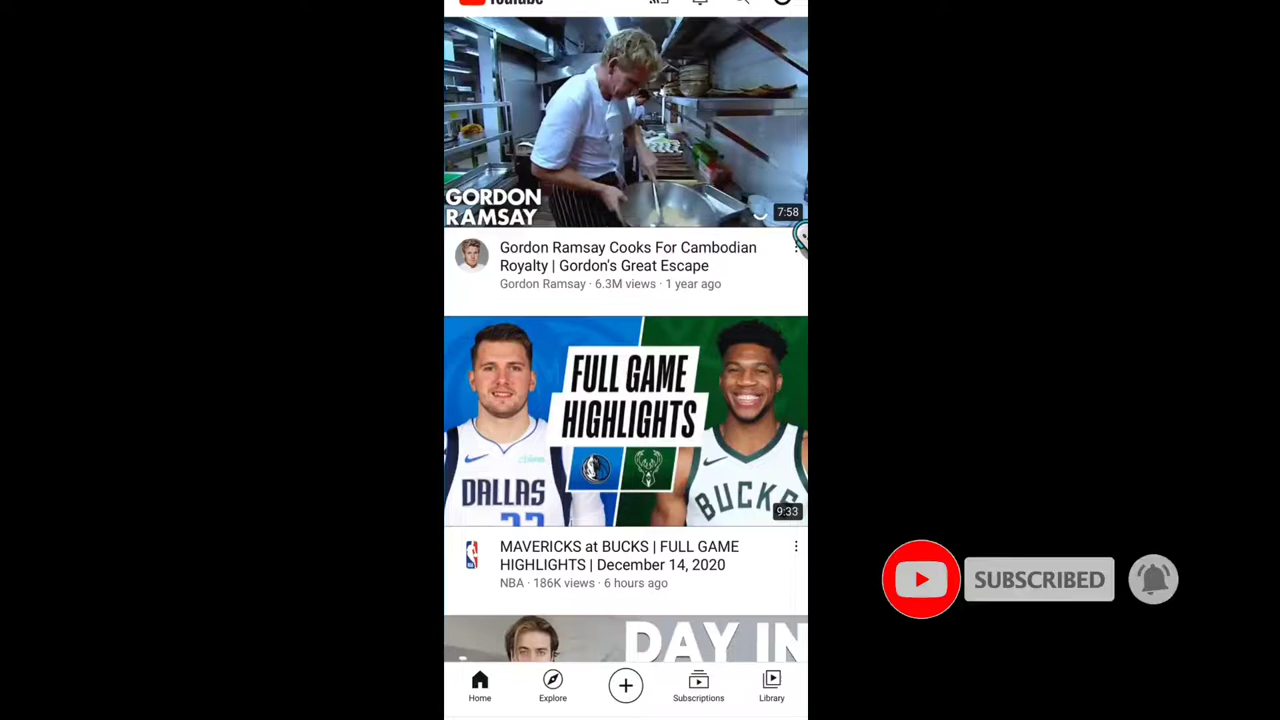 YouTube
GORDON
RAMSAY
7:58
Gordon Ramsay Cooks For Cambodian
Royalty | Gordon's Great Escape
Gordon Ramsay · 6.3M views · 1 year ago
FULL GAME
HIGHLIGHTS
DALLAS
BUCKS
9:33
MAVERICKS at BUCKS | FULL GAME
HIGHLIGHTS | December 14, 2020
NBA · 186K views · 6 hours ago
SUBSCRIBED
DAY IN
Home
Explore
Subscriptions
Library